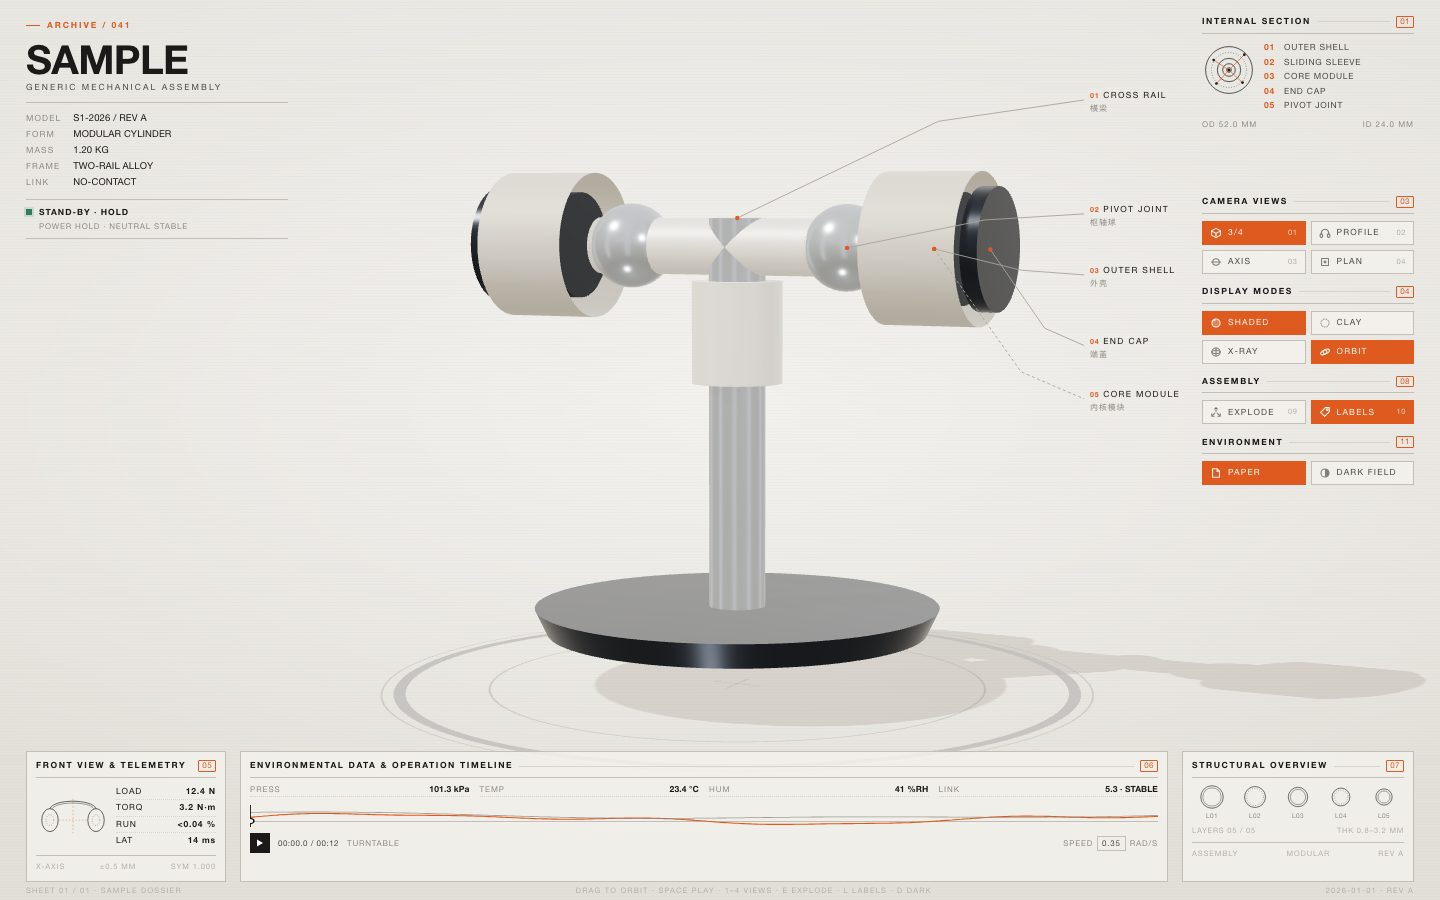 ARCHIVE / 041
SAMPLE
GENERIC MECHANICAL ASSEMBLY
MODEL S1-2026 / REV A
FORM MODULAR CYLINDER
MASS 1.20 KG
FRAME TWO-RAIL ALLOY
LINK NO-CONTACT
STAND-BY · HOLD
POWER HOLD · NEUTRAL STABLE
01 CROSS RAIL
横梁
02 PIVOT JOINT
枢轴球
03 OUTER SHELL
外壳
04 END CAP
端盖
05 CORE MODULE
内核模块
INTERNAL SECTION 01
01 OUTER SHELL
02 SLIDING SLEEVE
03 CORE MODULE
04 END CAP
05 PIVOT JOINT
OD 52.0 MM ID 24.0 MM
CAMERA VIEWS 03
3/4 01 PROFILE 02
AXIS 03 PLAN 04
DISPLAY MODES 04
SHADED CLAY
X-RAY ORBIT
ASSEMBLY 08
EXPLODE 09 LABELS 10
ENVIRONMENT 11
PAPER DARK FIELD
FRONT VIEW & TELEMETRY 05
LOAD 12.4 N
TORQ 3.2 N·m
RUN <0.04 %
LAT 14 ms
X-AXIS ±0.5 MM SYM 1.000
ENVIRONMENTAL DATA & OPERATION TIMELINE 06
PRESS 101.3 kPa TEMP 23.4 °C HUM 41 %RH LINK 5.3 · STABLE
00:00.0 / 00:12 TURNTABLE SPEED 0.35 RAD/S
STRUCTURAL OVERVIEW 07
L01 L02 L03 L04 L05
LAYERS 05 / 05 THK 0.8–3.2 MM
ASSEMBLY MODULAR REV A
SHEET 01 / 01 · SAMPLE DOSSIER DRAG TO ORBIT · SPACE PLAY · 1–4 VIEWS · E EXPLODE · L LABELS · D DARK 2026-01-01 · REV A